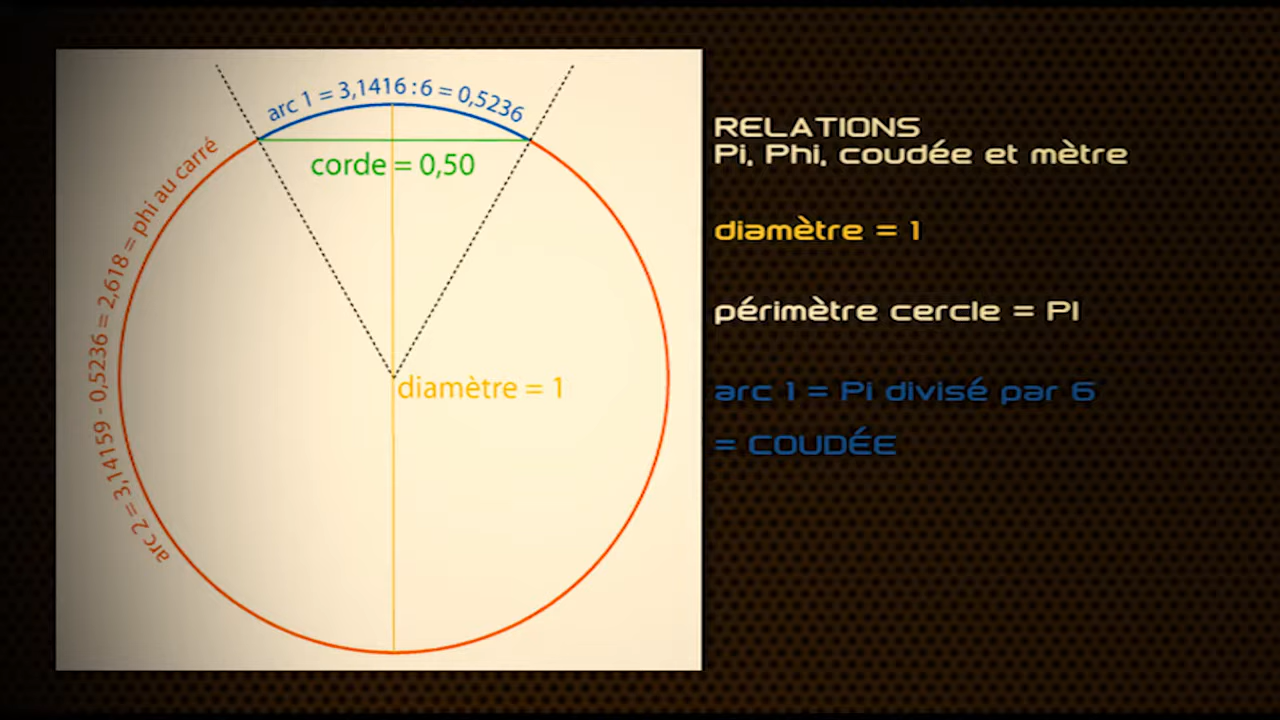 arc 1 = 3,1416 : 6 = 0,5236
corde = 0,50
arc 2 = 3,14159 - 0,5236 = 2,618 = phi au carré
diamètre = 1
RELATIONS
Pi, Phi, coudée et mètre
diamètre = 1
périmètre cercle = PI
arc 1 = Pi divisé par 6
= COUDÉE